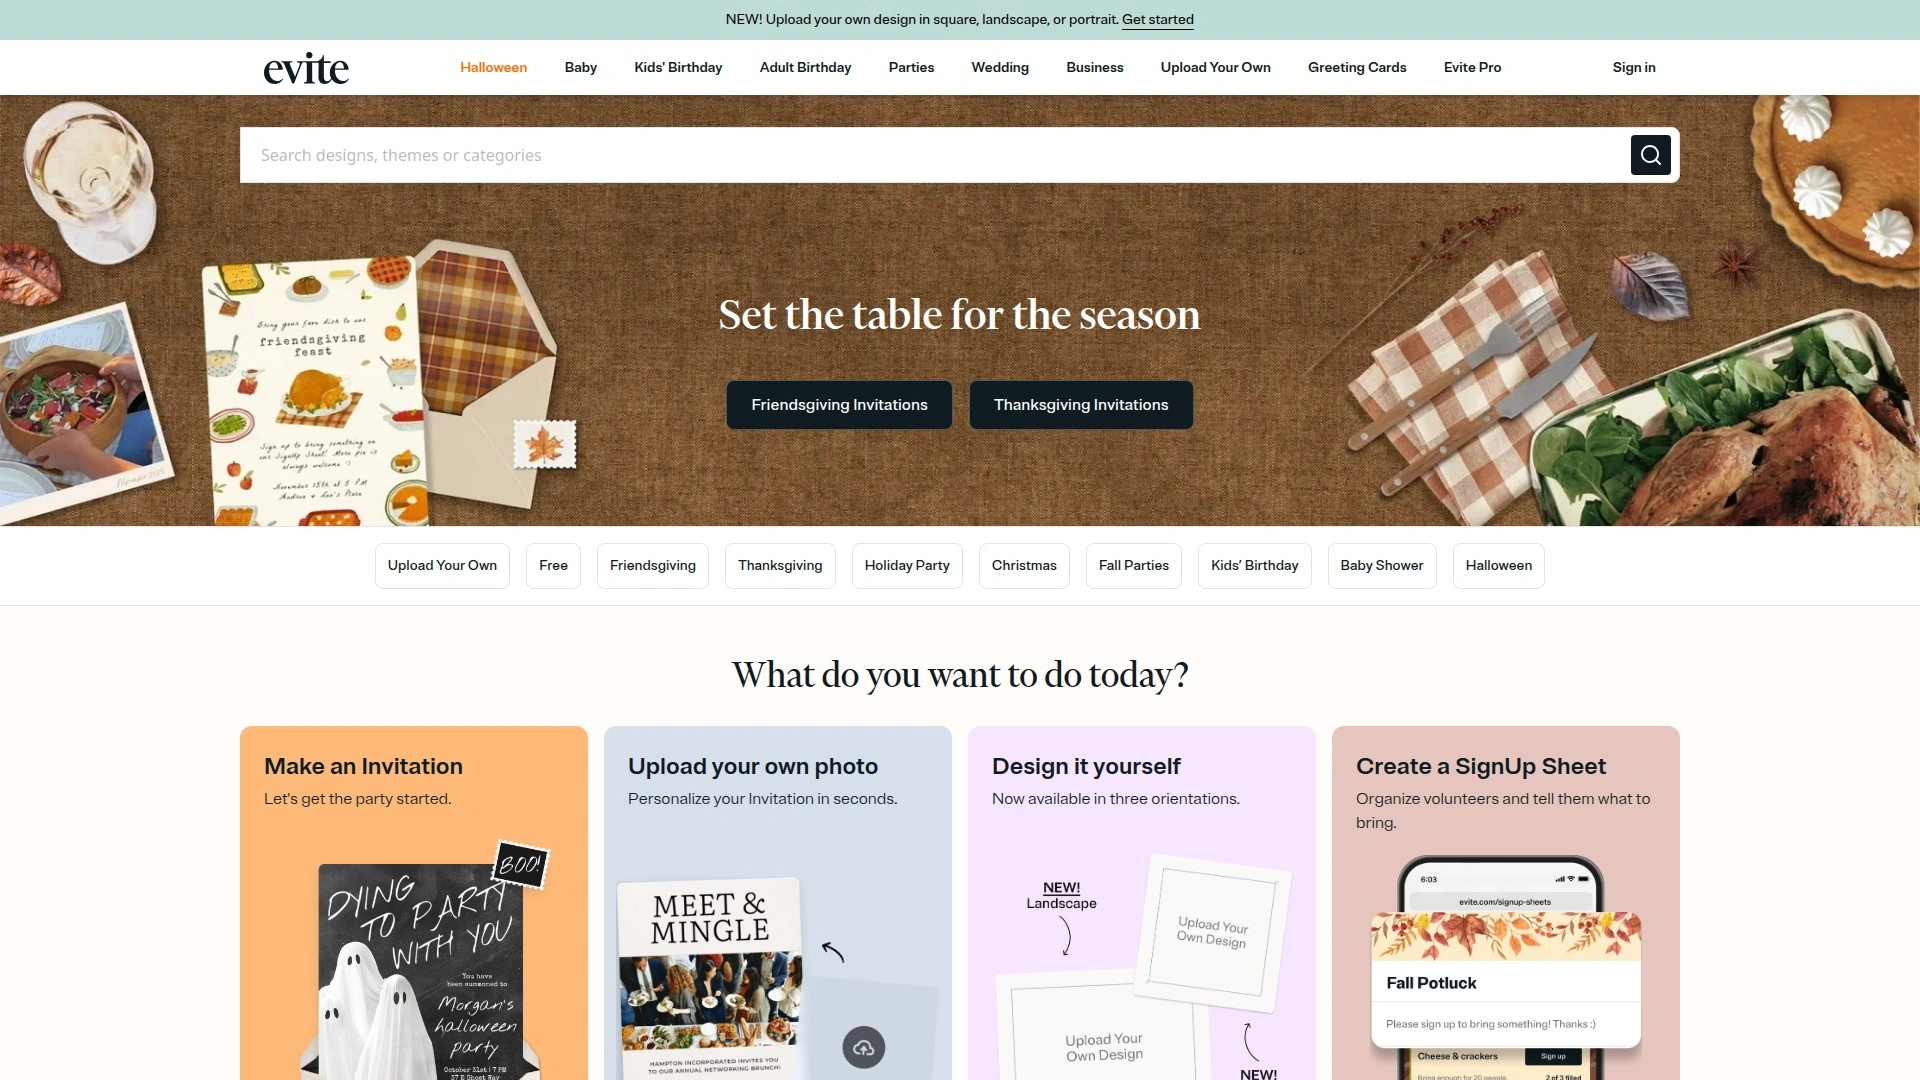 NEW! Upload your own design in square, landscape, or portrait. Get started
evite
Halloween Baby Kids' Birthday Adult Birthday Parties Wedding Business Upload Your Own Greeting Cards Evite Pro Sign in
Search designs, themes or categories
Bring your fave dish to our
friendsgiving
feast
Sign up to bring something on
our SignUp Sheet! More pie is
always welcome :)
November 15th at 5 PM
Andrea & Leo's Place
November 2025
Set the table for the season
Friendsgiving Invitations Thanksgiving Invitations
Upload Your Own Free Friendsgiving Thanksgiving Holiday Party Christmas Fall Parties Kids’ Birthday Baby Shower Halloween
What do you want to do today?
Make an Invitation
Let's get the party started.
BOO!
DYING
TO PARTY
WITH YOU
You have
been summoned to
Morgan's
halloween
party
October 31st | 7 PM
37 E Ghost Way
Upload your own photo
Personalize your Invitation in seconds.
MEET &
MINGLE
HAMPTON INCORPORATED INVITES YOU
TO OUR ANNUAL NETWORKING BRUNCH!
Design it yourself
Now available in three orientations.
NEW!
Landscape
Upload Your
Own Design
Upload Your
Own Design
NEW!
Create a SignUp Sheet
Organize volunteers and tell them what to
bring.
6:03
evite.com/signup-sheets
Fall Potluck
Please sign up to bring something! Thanks :)
Cheese & crackers Sign up
Bring enough for 20 people. 2 of 3 filled